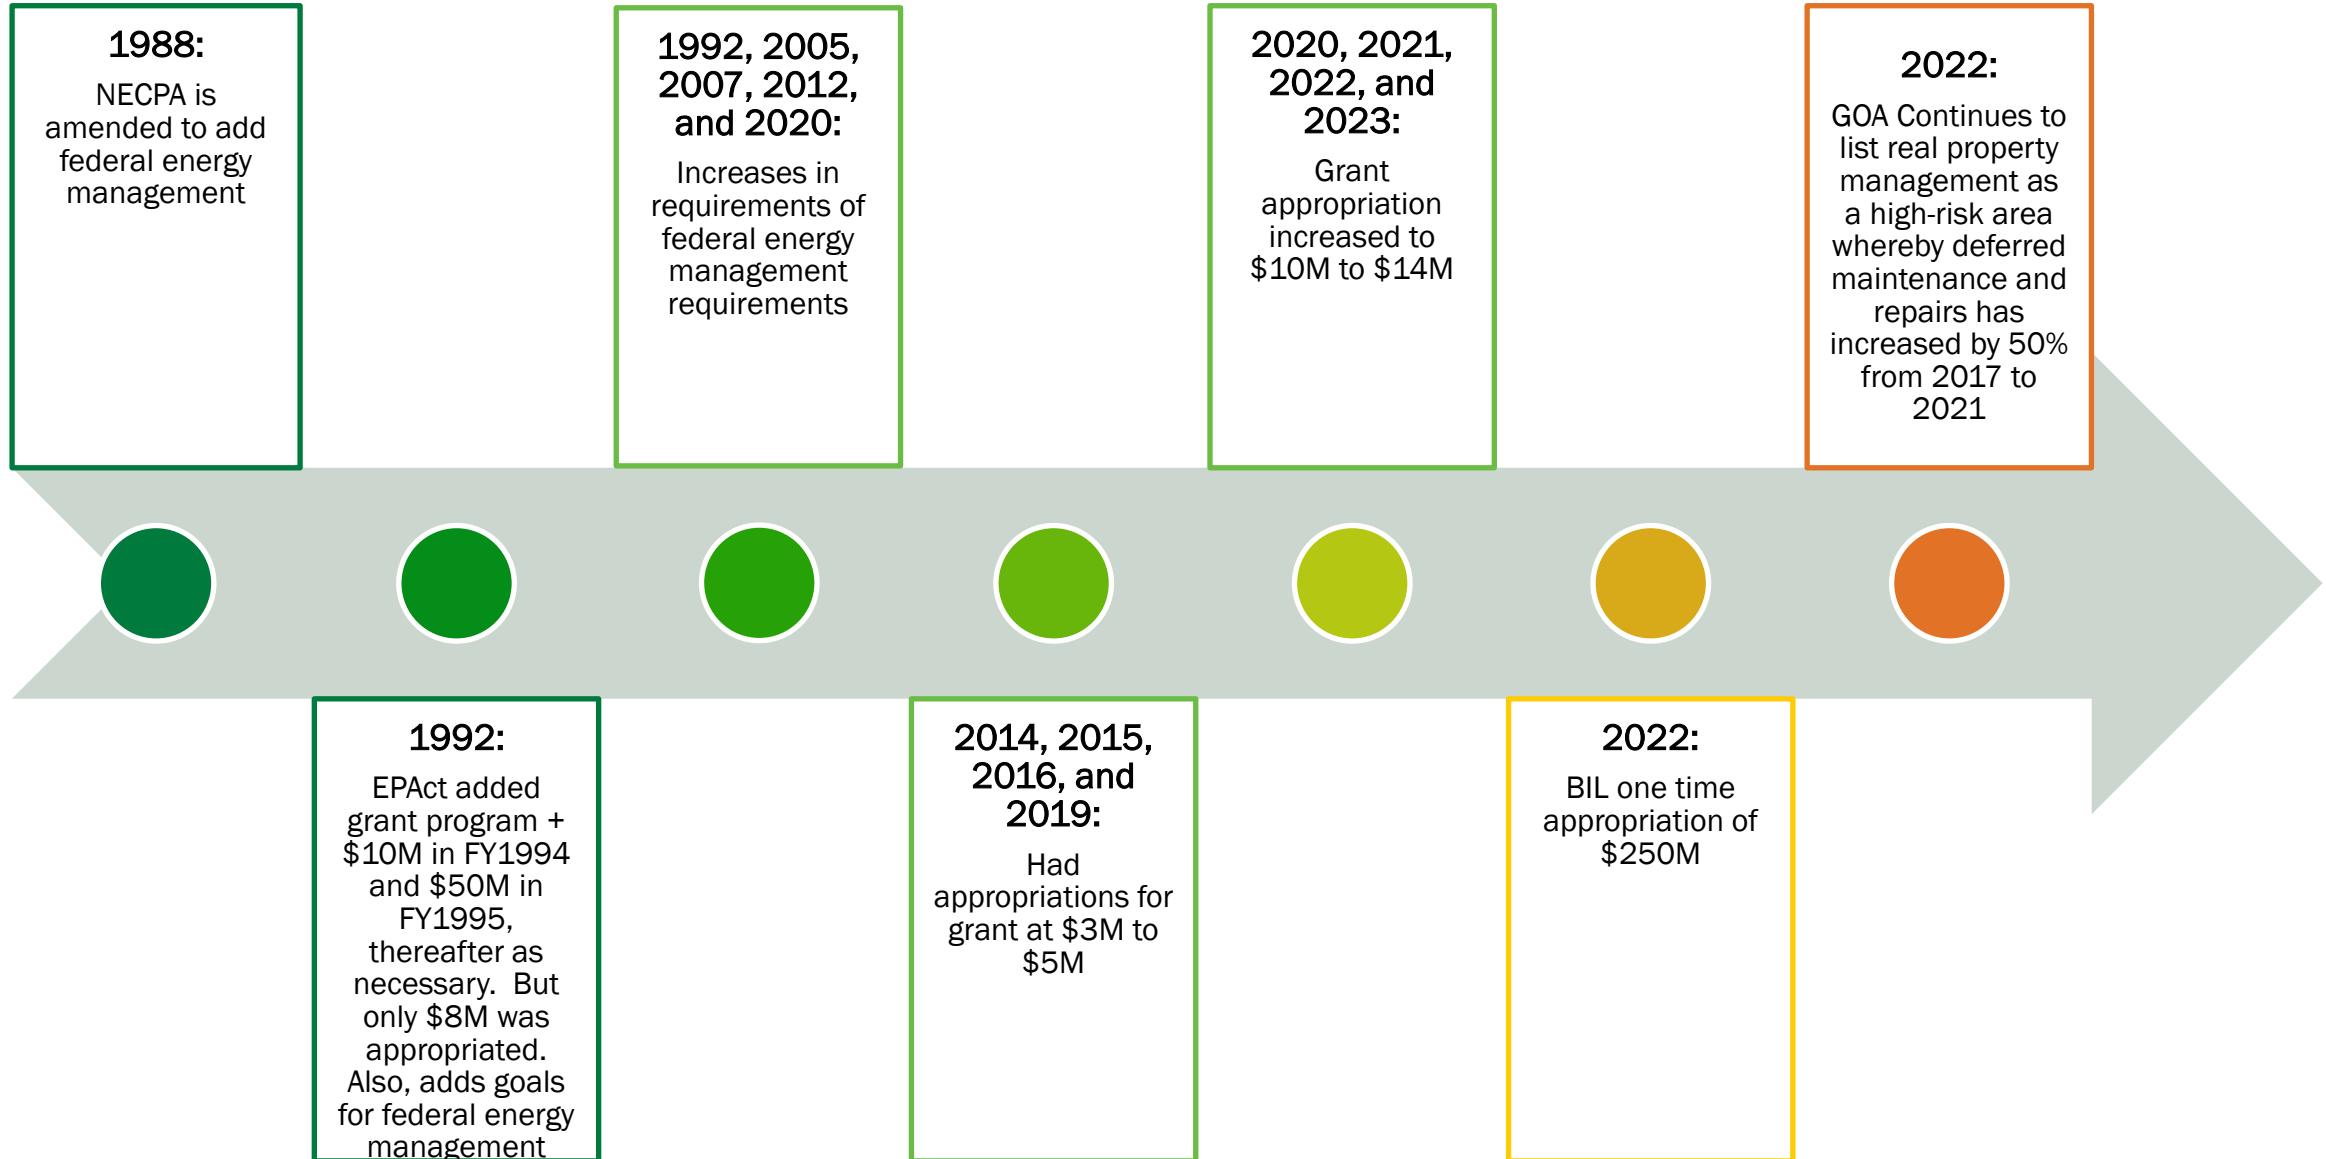 1988:
NECPA is
amended to add
federal energy
management
1992:
EPAct added
grant program +
$10M in FY1994
and $50M in
FY1995,
thereafter as
necessary.  But
only $8M was
appropriated.
Also, adds goals
for federal energy
management
1992, 2005,
2007, 2012,
and 2020:
Increases in
requirements of
federal energy
management
requirements
2014, 2015,
2016, and
2019:
Had
appropriations for
grant at $3M to
$5M
2020, 2021,
2022, and
2023:
Grant
appropriation
increased to
$10M to $14M
2022:
BIL one time
appropriation of
$250M
2022:
GOA Continues to
list real property
management as
a high-risk area
whereby deferred
maintenance and
repairs has
increased by 50%
from 2017 to
2021